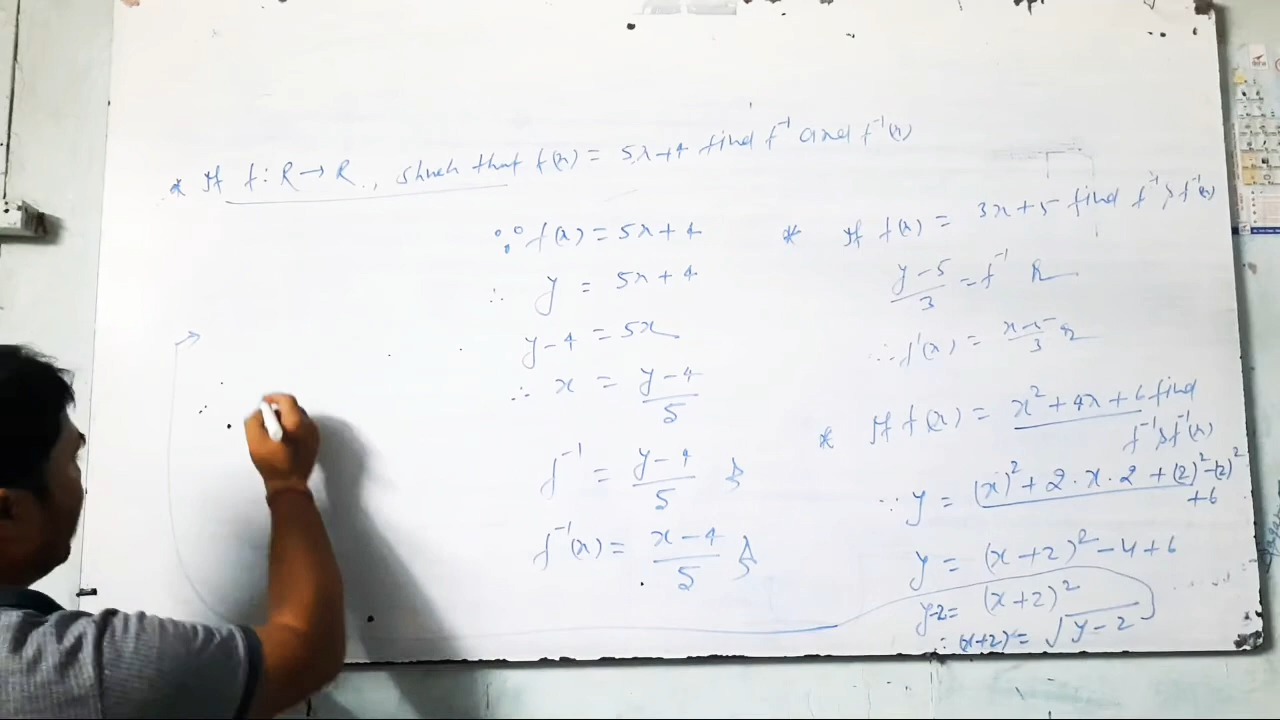 * If f: R → R, shuch that f(x) = 5x+4 find f⁻¹ and f⁻¹(x)
∵ f(x) = 5x + 4
∴ y = 5x + 4
y - 4 = 5x
∴ x = y-4/5
f⁻¹ = y-4/5
f⁻¹(x) = x-4/5
* If f(x) = 3x+5 find f⁻¹ & f⁻¹(x)
y-5/3 = f⁻¹
∴ f⁻¹(x) = x-5/3
* If f(x) = x² + 4x + 6 find
f⁻¹ & f⁻¹(x)
∵ y = (x)² + 2 · x · 2 + (2)² - (2)²
+6
y = (x+2)² - 4 + 6
y-2 = (x+2)²
∴ (x+2) = √y-2